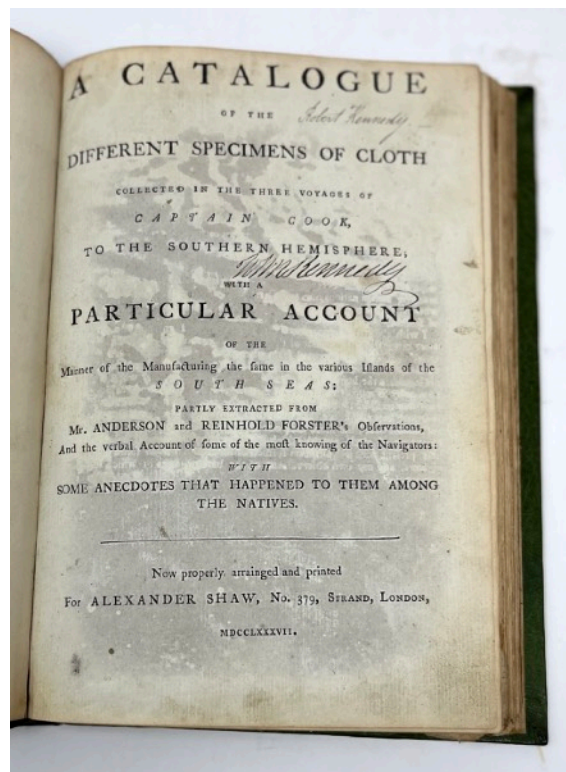 A CATALOGUE
OF THE
Robert Kennedy
DIFFERENT SPECIMENS OF CLOTH
COLLECTED IN THE THREE VOYAGES OF
CAPTAIN COOK,
TO THE SOUTHERN HEMISPHERE;
Kennedy
WITH A
PARTICULAR ACCOUNT
OF THE
Manner of the Manufacturing the ſame in the various Iſlands of the
SOUTH SEAS:
PARTLY EXTRACTED FROM
Mr. ANDERSON and REINHOLD FORSTER's Obſervations,
And the verbal Account of ſome of the moſt knowing of the Navigators:
WITH
SOME ANECDOTES THAT HAPPENED TO THEM AMONG
THE NATIVES.
Now properly arrainged and printed
For ALEXANDER SHAW, No. 379, STRAND, LONDON,
MDCCLXXXVII.